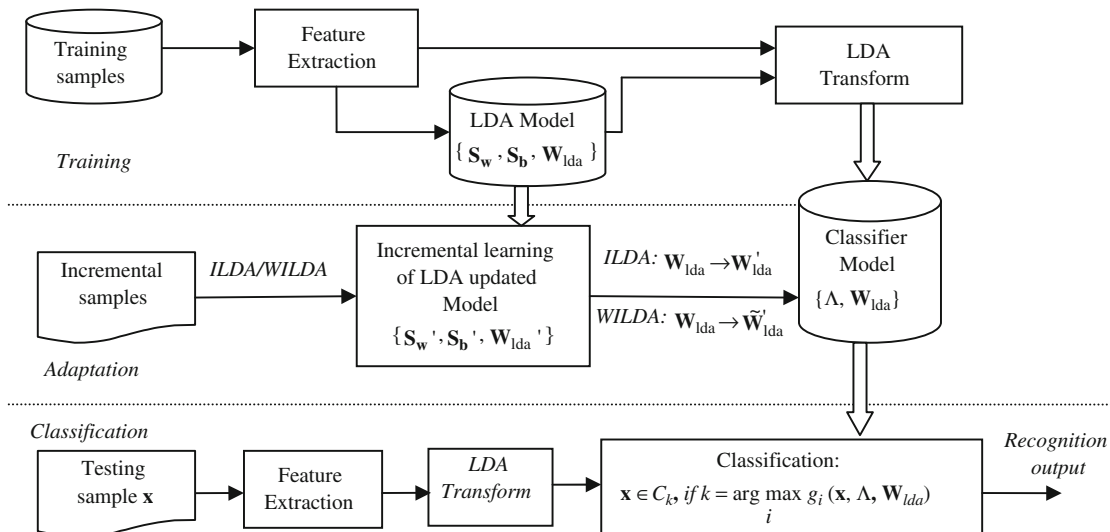 Training
samples
Feature
Extraction
LDA
Transform
LDA Model
{ S_w , S_b , W_lda }
Training
Incremental
samples
ILDA/WILDA
Incremental learning
of LDA updated
Model
{S_w ' , S_b ' , W_lda '}
ILDA: W_lda → W'_lda
WILDA: W_lda → W̃'_lda
Classifier
Model
{Λ, W_lda}
Adaptation
Classification
Testing
sample x
Feature
Extraction
LDA
Transform
Classification:
x ∈ C_k, if k = arg max g_i (x, Λ, W_lda)
i
Recognition
output